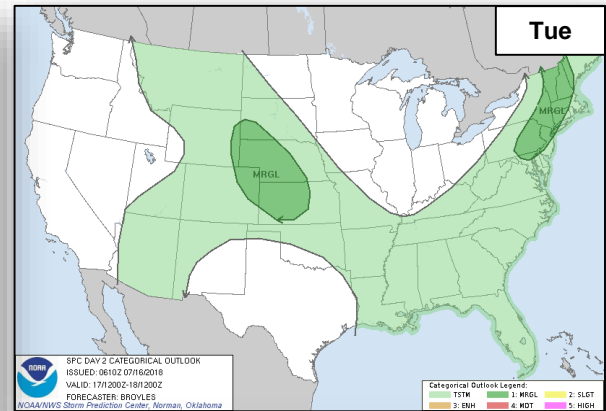 Tue
MRGL
MRGL
NOAA
SPC DAY 2 CATEGORICAL OUTLOOK
ISSUED: 0610Z 07/16/2018
VALID: 17/1200Z-18/1200Z
FORECASTER: BROYLES
NOAA/NWS Storm Prediction Center, Norman, Oklahoma
Categorical Outlook Legend:
TSTM 1: MRGL 2: SLGT
3: ENH 4: MDT 5: HIGH